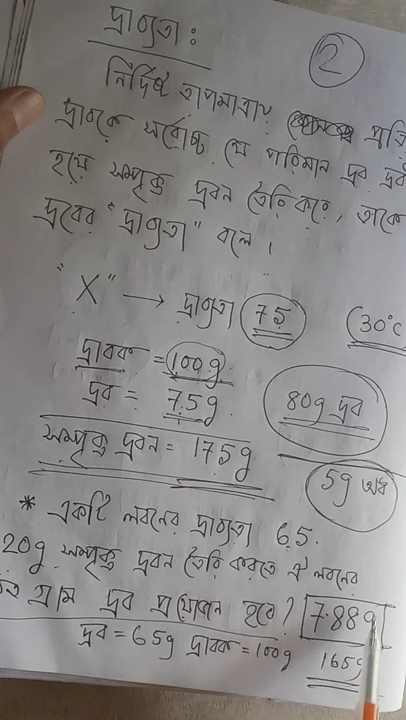 দ্রাব্যতা :
2
নির্দিষ্ট তাপমাত্রায় প্রতি
দ্রাবকে সর্বোচ্চ যে পরিমান দ্রব দ্রবী
হয়ে সম্পৃক্ত দ্রবন তৈরি করে, তাকে
দ্রবের "দ্রাব্যতা" বলে।
"X" → দ্রাব্যতা 75 30°C
দ্রাবক = 100g
দ্রব = 75g 80g দ্রব
সম্পৃক্ত দ্রবন = 175g
5g অধ
* একটি লবনের দ্রাব্যতা 65.
20g সম্পৃক্ত দ্রবন তৈরি করতে ঐ লবনের
ত গ্রাম দ্রব প্রয়োজন হবে? 7.88g
দ্রব = 65g দ্রাবক = 100g 165g